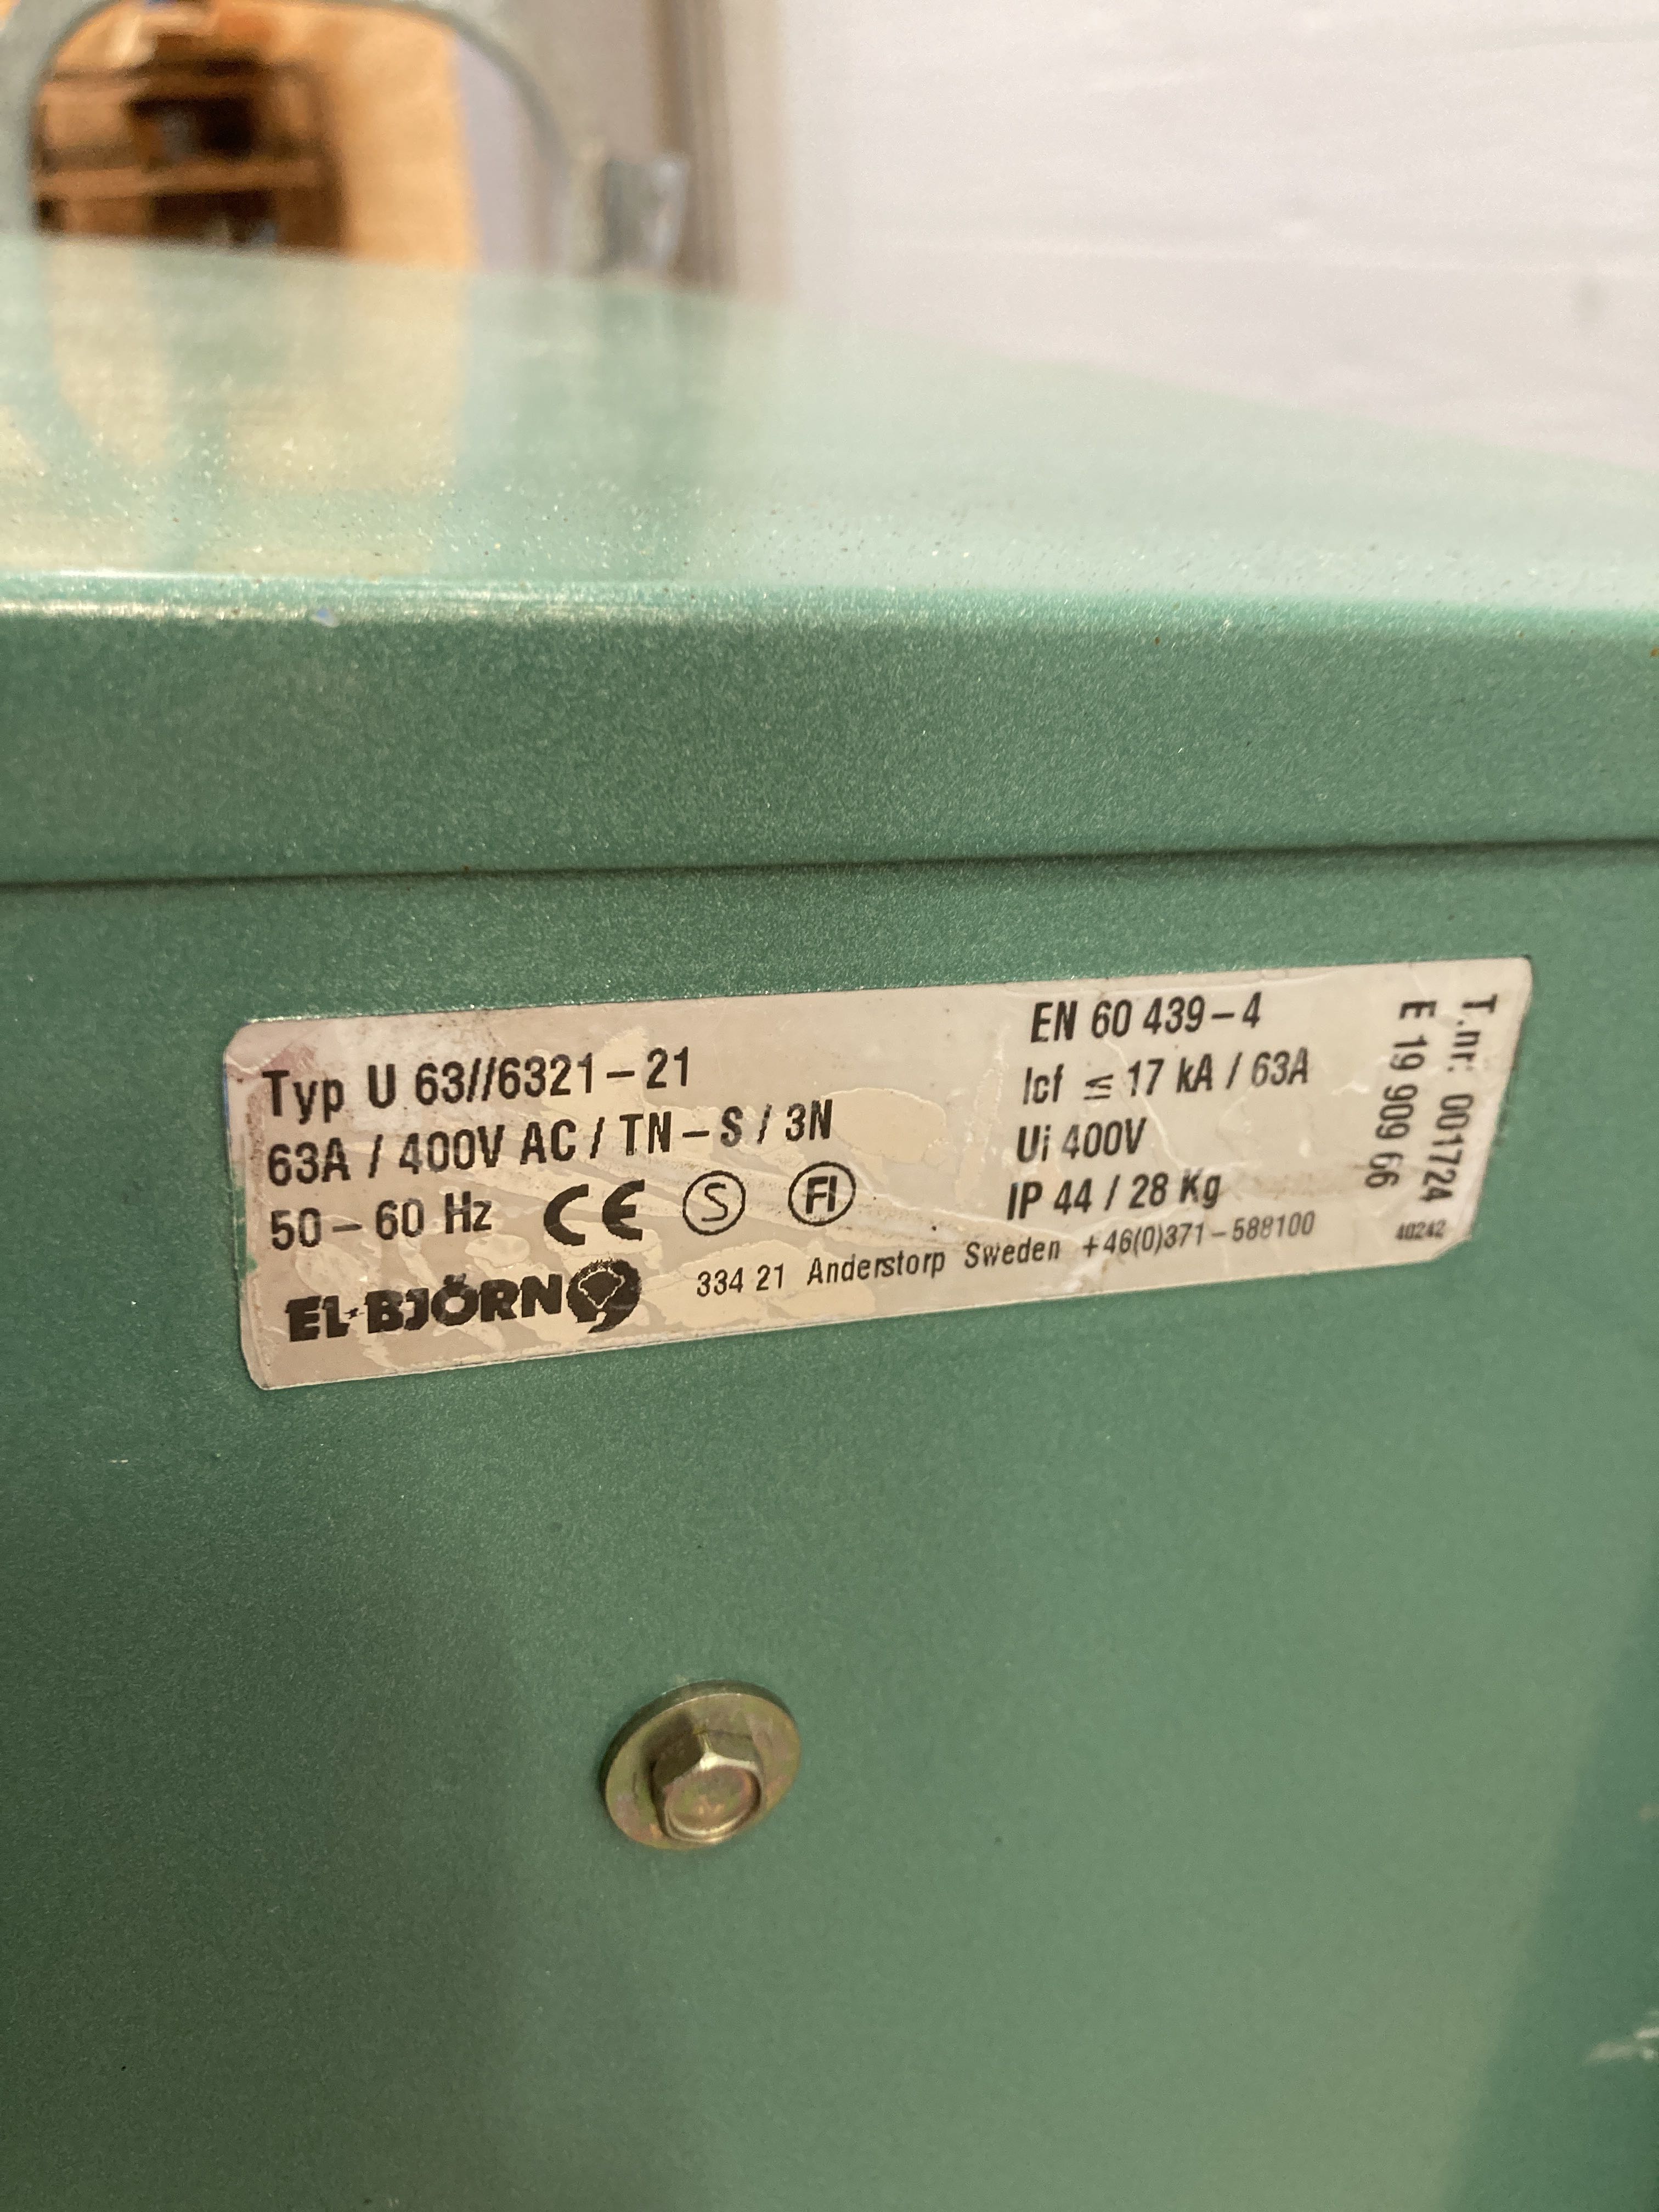 Typ U 63//6321-21
63A / 400V AC / TN-S / 3N
50-60 Hz CE S FI
EL-BJÖRN
334 21 Anderstorp Sweden +46(0)371-588100
EN 60 439-4
Icf ≤ 17 kA / 63A
Ui 400V
IP 44 / 28 Kg
T.nr. 001724
E 19 909 66
40242